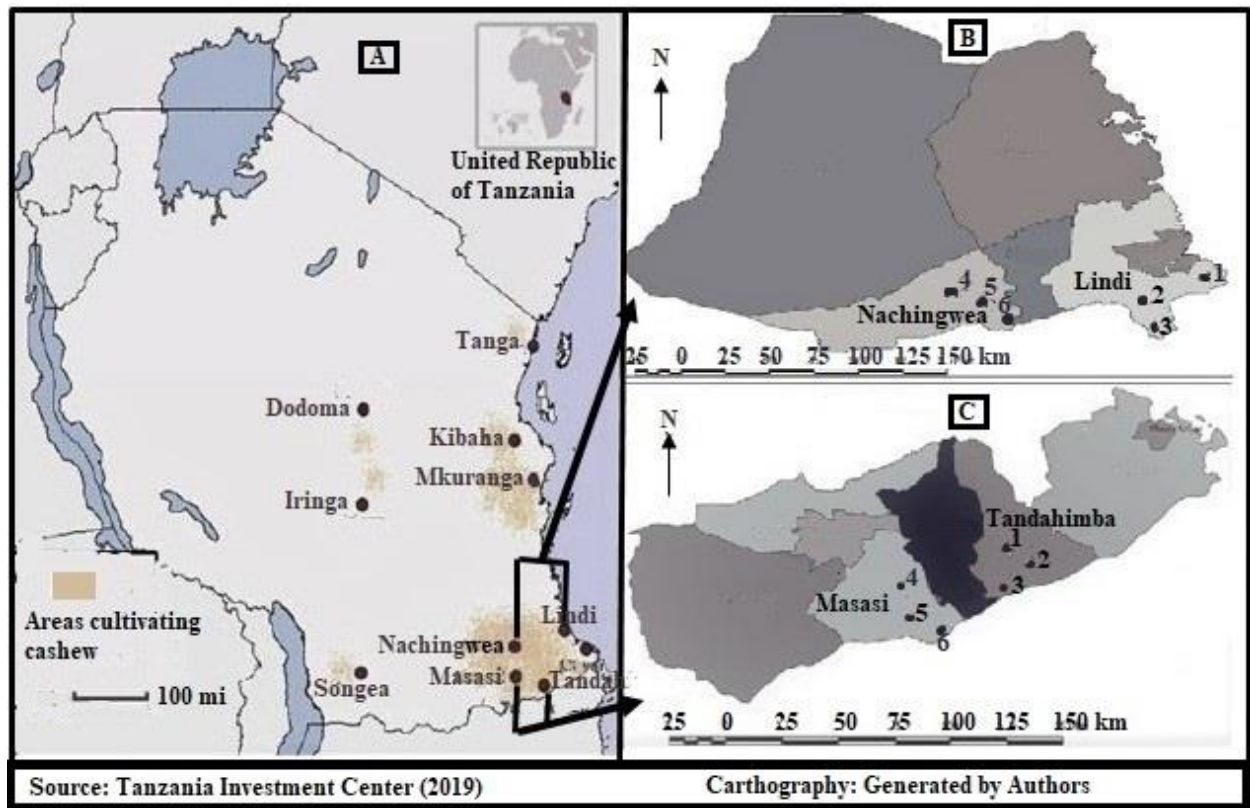 A
United Republic
of Tanzania
Tanga
Dodoma
Kibaha
Mkuranga
Iringa
Areas cultivating
cashew
100 mi
Lindi
Nachingwea
Masasi
Tandah
Songea
B
N
Lindi
1
2
3
4
5
6
Nachingwea
25 0 25 50 75 100 125 150 km
C
N
Tandahimba
1
2
3
4
Masasi
5
6
25 0 25 50 75 100 150 km
Source: Tanzania Investment Center (2019)
Carthography: Generated by Authors